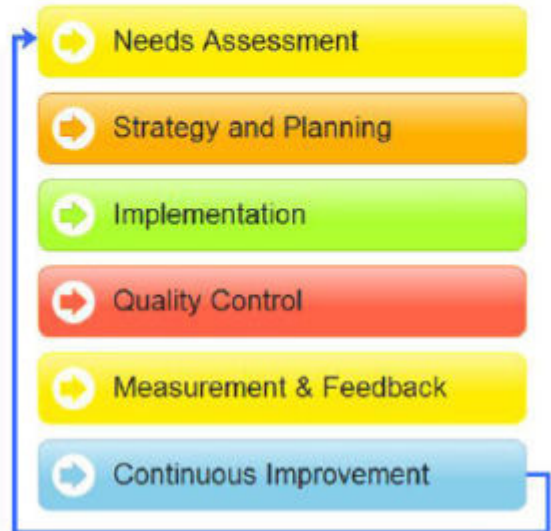 Needs Assessment
Strategy and Planning
Implementation
Quality Control
Measurement & Feedback
Continuous Improvement